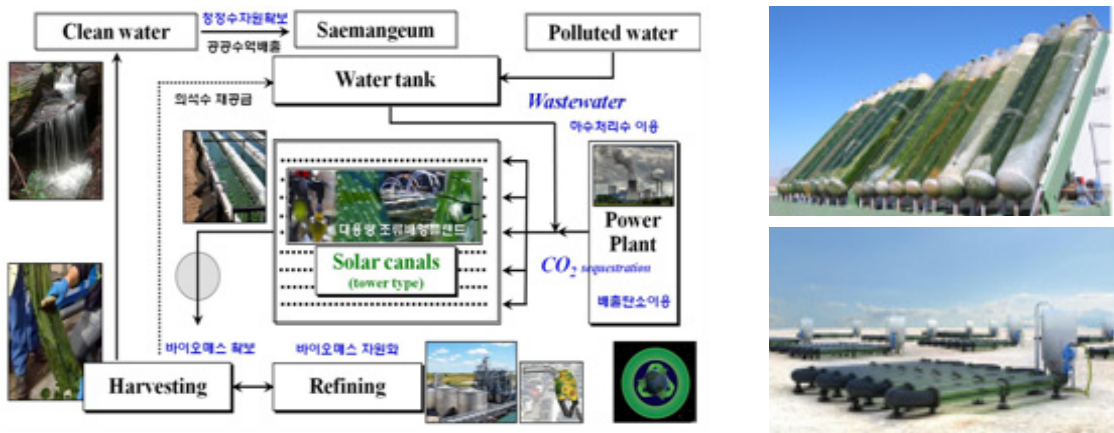 Clean water
청정수자원확보
공공수역배출
Saemangeum
Polluted water
Water tank
희석수 재공급
Wastewater
하수처리수 이용
대용량 조류배양플랜트
Solar canals
(tower type)
Power
Plant
CO2 sequestration
배출탄소이용
바이오매스 확보
바이오매스 자원화
Harvesting
Refining